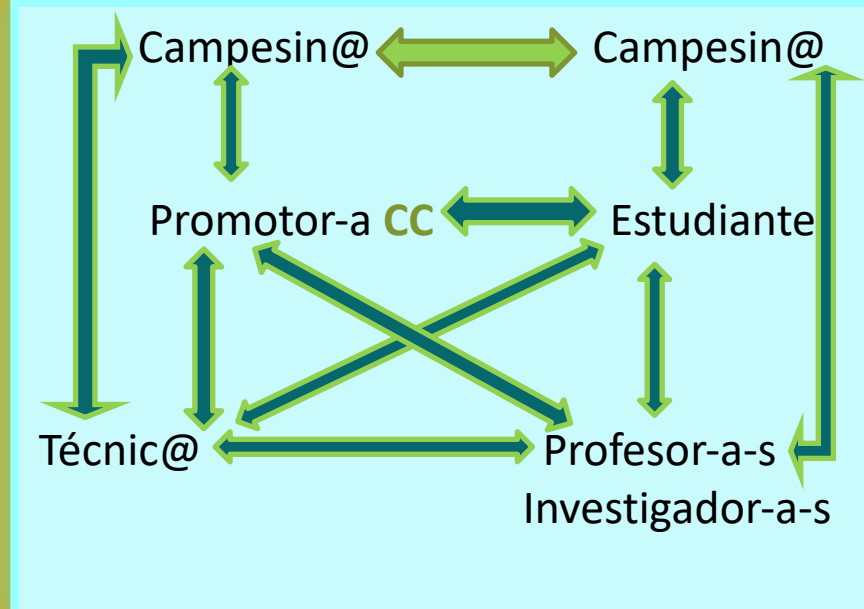 Campesin@ Campesin@
Promotor-a CC Estudiante
Técnic@ Profesor-a-s
Investigador-a-s